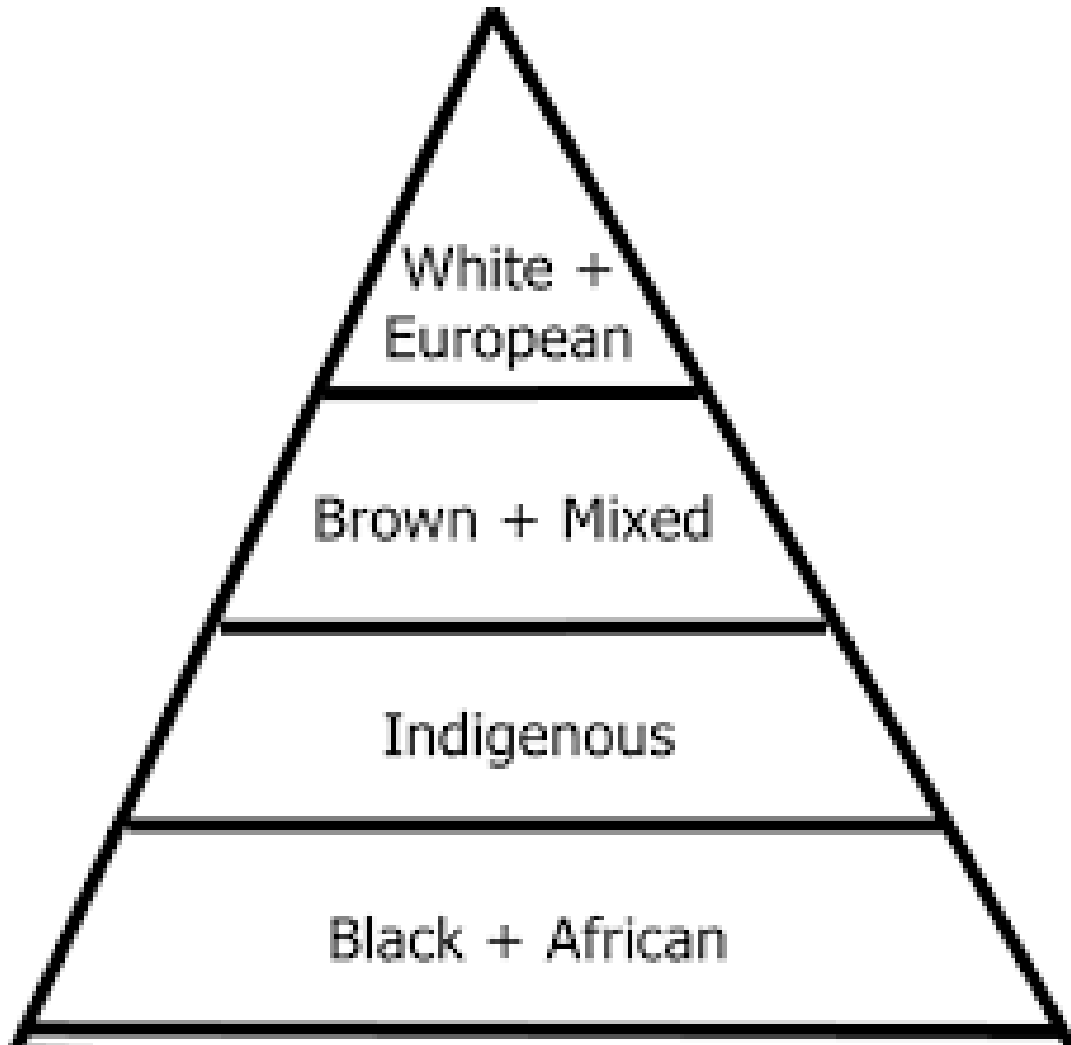 White +
European
Brown + Mixed
Indigenous
Black + African